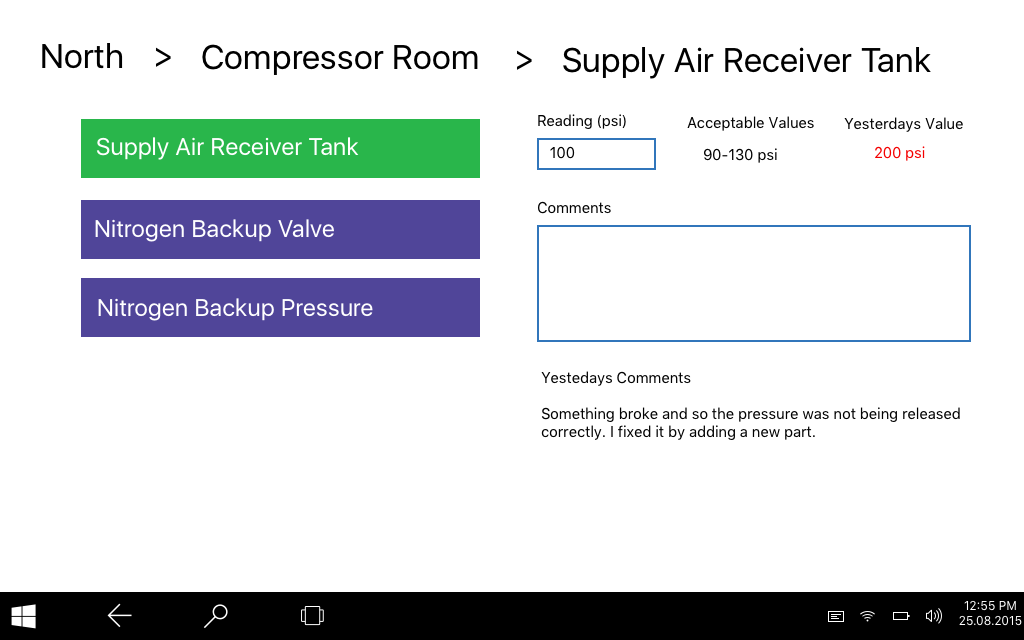 North > Compressor Room > Supply Air Receiver Tank
Supply Air Receiver Tank
Nitrogen Backup Valve
Nitrogen Backup Pressure
Reading (psi)
100
Acceptable Values
90-130 psi
Yesterdays Value
200 psi
Comments
Yestedays Comments
Something broke and so the pressure was not being released
correctly. I fixed it by adding a new part.
12:55 PM
25.08.2015